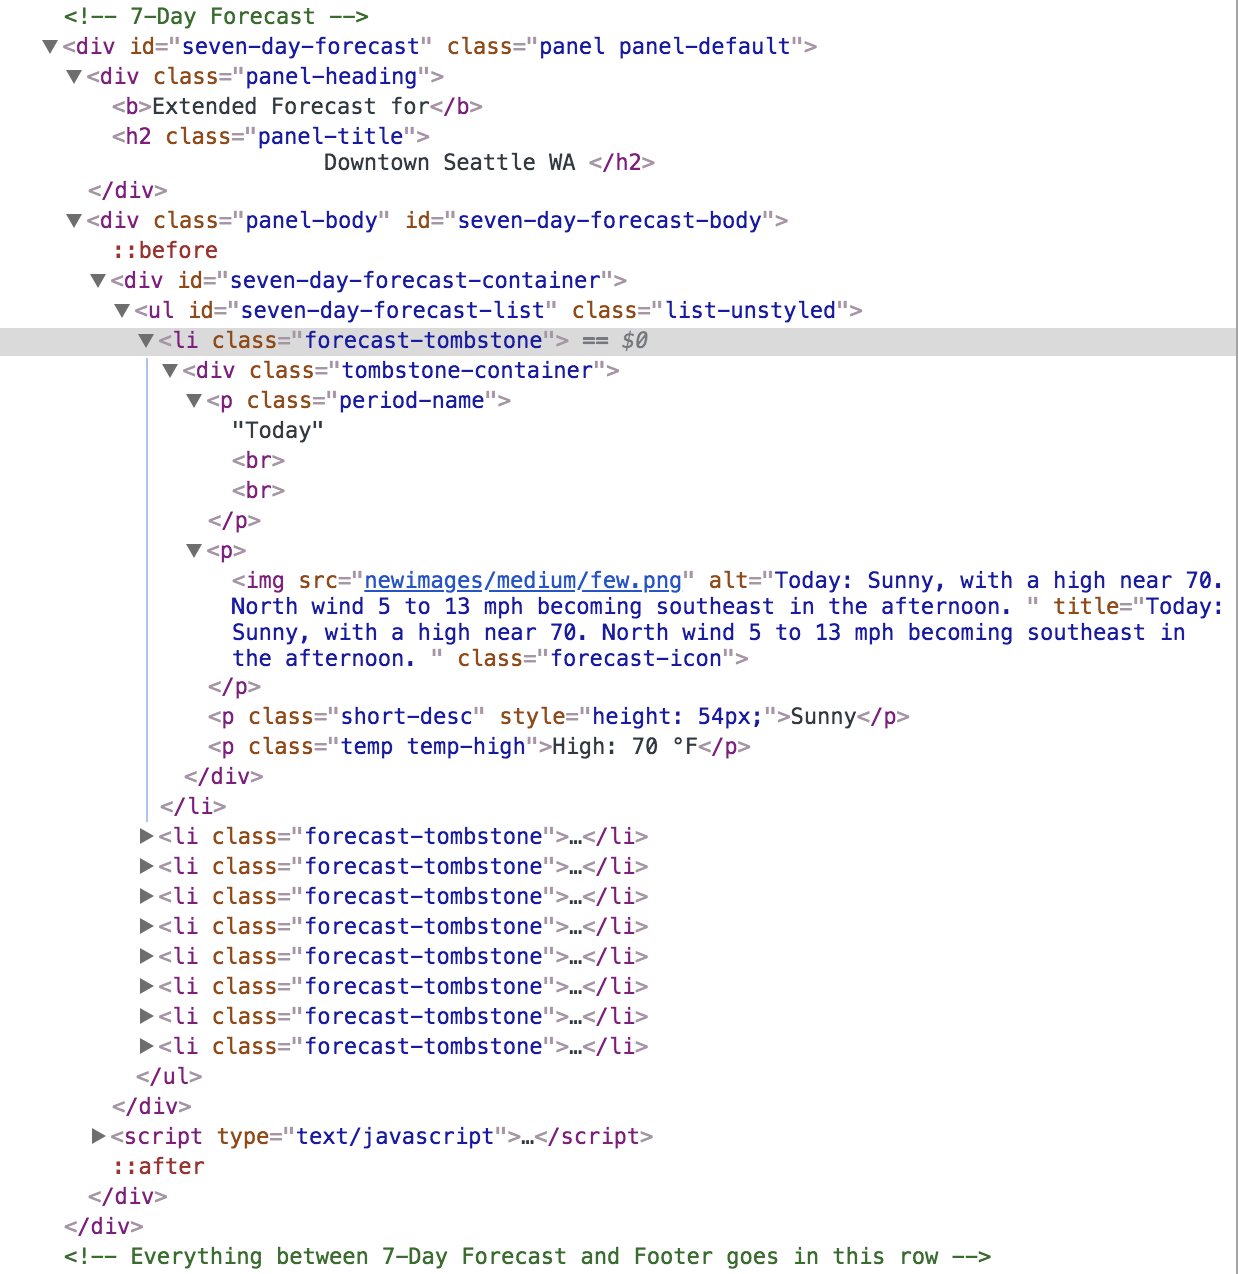 <!-- 7-Day Forecast -->
▼<div id="seven-day-forecast" class="panel panel-default">
▼<div class="panel-heading">
<b>Extended Forecast for</b>
<h2 class="panel-title">
Downtown Seattle WA </h2>
</div>
▼<div class="panel-body" id="seven-day-forecast-body">
::before
▼<div id="seven-day-forecast-container">
▼<ul id="seven-day-forecast-list" class="list-unstyled">
▼<li class="forecast-tombstone"> == $0
▼<div class="tombstone-container">
▼<p class="period-name">
"Today"
<br>
<br>
</p>
▼<p>
<img src="newimages/medium/few.png" alt="Today: Sunny, with a high near 70.
North wind 5 to 13 mph becoming southeast in the afternoon. " title="Today:
Sunny, with a high near 70. North wind 5 to 13 mph becoming southeast in
the afternoon. " class="forecast-icon">
</p>
<p class="short-desc" style="height: 54px;">Sunny</p>
<p class="temp temp-high">High: 70 °F</p>
</div>
</li>
▶<li class="forecast-tombstone">…</li>
▶<li class="forecast-tombstone">…</li>
▶<li class="forecast-tombstone">…</li>
▶<li class="forecast-tombstone">…</li>
▶<li class="forecast-tombstone">…</li>
▶<li class="forecast-tombstone">…</li>
▶<li class="forecast-tombstone">…</li>
▶<li class="forecast-tombstone">…</li>
</ul>
</div>
▶<script type="text/javascript">…</script>
::after
</div>
</div>
<!-- Everything between 7-Day Forecast and Footer goes in this row -->